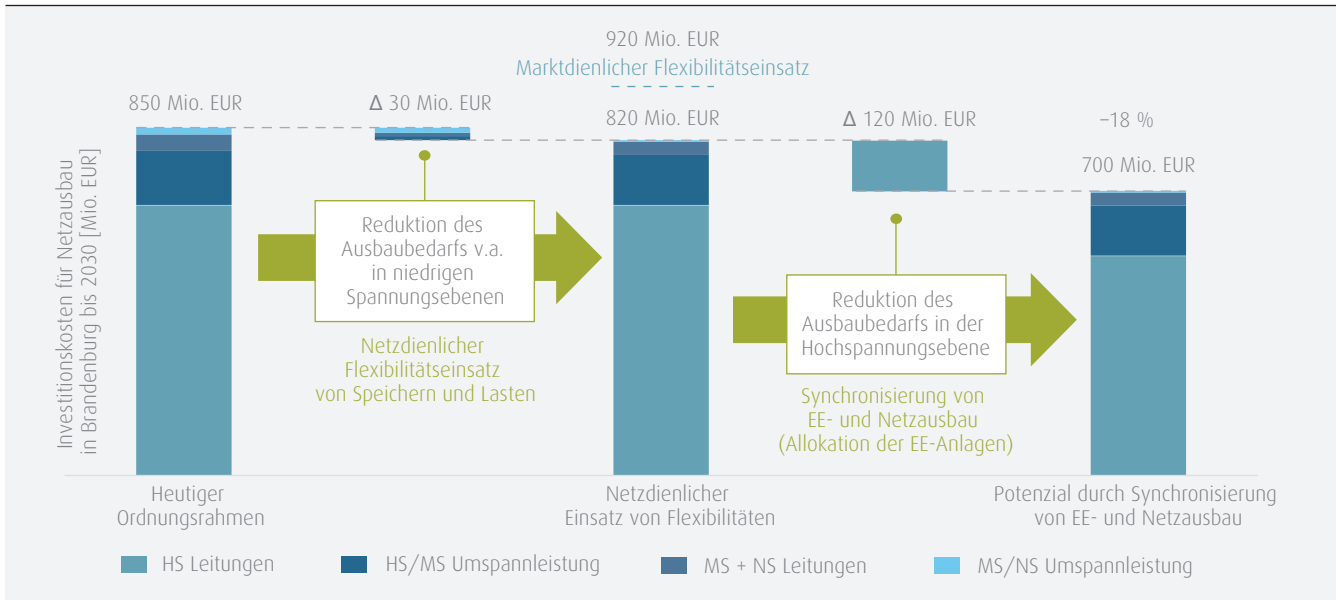 920 Mio. EUR
Marktdienlicher Flexibilitätseinsatz
850 Mio. EUR
Δ 30 Mio. EUR
820 Mio. EUR
Δ 120 Mio. EUR
−18 %
700 Mio. EUR
Investitionskosten für Netzausbau
in Brandenburg bis 2030 [Mio. EUR]
Reduktion des
Ausbaubedarfs v.a.
in niedrigen
Spannungsebenen
Netzdienlicher
Flexibilitätseinsatz
von Speichern und Lasten
Reduktion des
Ausbaubedarfs in der
Hochspannungsebene
Synchronisierung von
EE- und Netzausbau
(Allokation der EE-Anlagen)
Heutiger
Ordnungsrahmen
Netzdienlicher
Einsatz von Flexibilitäten
Potenzial durch Synchronisierung
von EE- und Netzausbau
HS Leitungen
HS/MS Umspannleistung
MS + NS Leitungen
MS/NS Umspannleistung